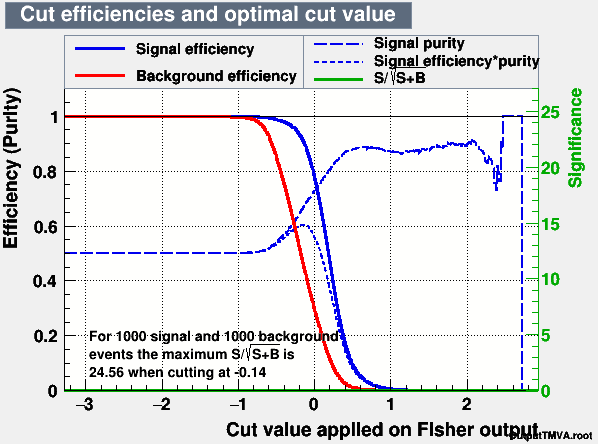 Cut efficiencies and optimal cut value
Signal efficiency
Background efficiency
Signal purity
Signal efficiency*purity
S/√S+B
Efficiency (Purity)
1
0.8
0.6
0.4
0.2
0
25
20
15
10
5
0
Significance
For 1000 signal and 1000 background
events the maximum S/√S+B is
24.56 when cutting at -0.14
−3 −2 −1 0 1 2
Cut value applied on Fisher output
TMVA.root